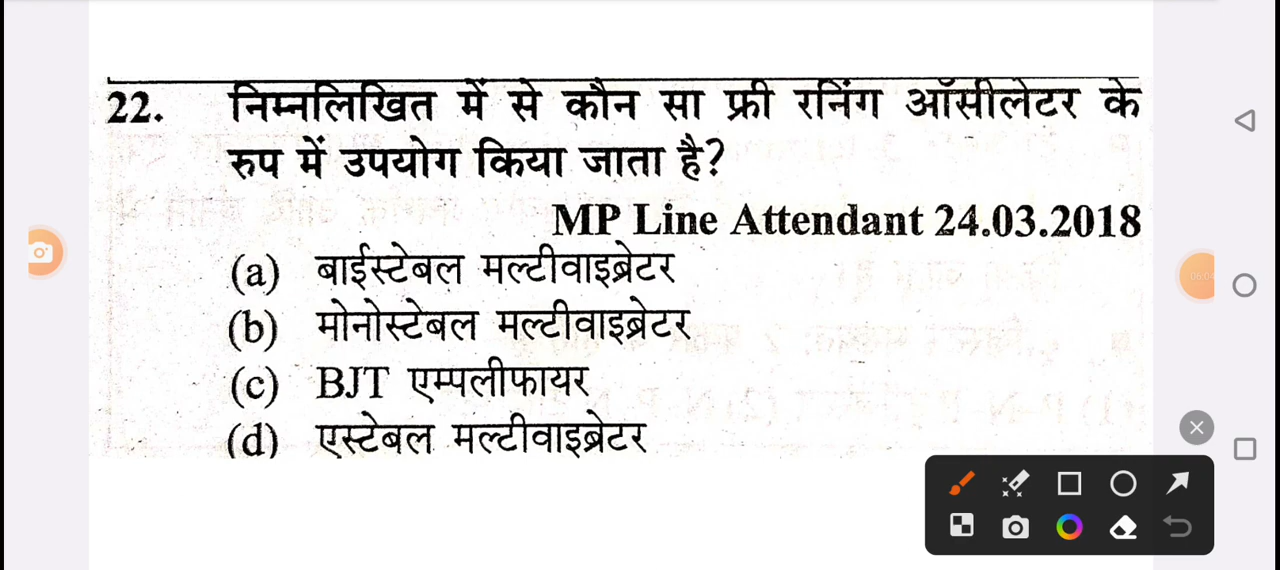 22. निम्नलिखित में से कौन सा फ्री रनिंग ऑसीलेटर के
रुप में उपयोग किया जाता है?
MP Line Attendant 24.03.2018
(a) बाईस्टेबल मल्टीवाइब्रेटर
(b) मोनोस्टेबल मल्टीवाइब्रेटर
(c) BJT एम्पलीफायर
(d) एस्टेबल मल्टीवाइब्रेटर